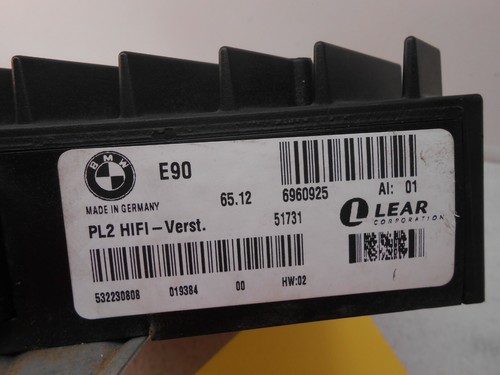 BMW
E90
MADE IN GERMANY
65.12 6960925 AI: 01
PL2 HIFI-Verst. 51731
LEAR
CORPORATION
532230808 019384 00 HW:02